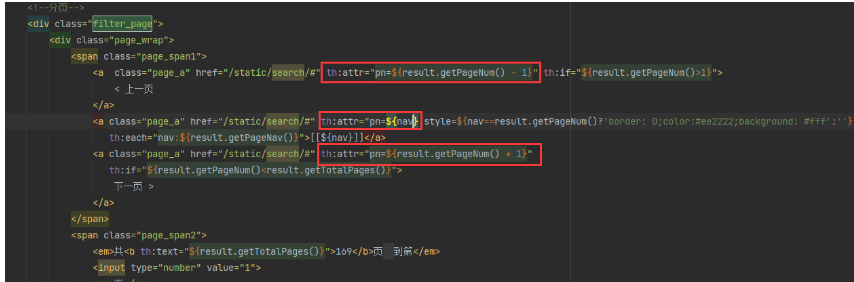 <!--分页-->
<div class="filter_page">
<div class="page_wrap">
<span class="page_span1">
<a  class="page_a" href="/static/search/#" th:attr="pn=${result.getPageNum() - 1}" th:if="${result.getPageNum()>1}">
< 上一页
</a>
<a class="page_a" href="/static/search/#" th:attr="pn=${nav},style=${nav==result.getPageNum()?'border: 0;color:#ee2222;background: #fff':''}
th:each="nav:${result.getPageNav()}">[[${nav}]]</a>
<a class="page_a" href="/static/search/#" th:attr="pn=${result.getPageNum() + 1}"
th:if="${result.getPageNum()<result.getTotalPages()}">
下一页 >
</a>
</span>
<span class="page_span2">
<em>共<b th:text="${result.getTotalPages()}">169</b>页  到第</em>
<input type="number" value="1">